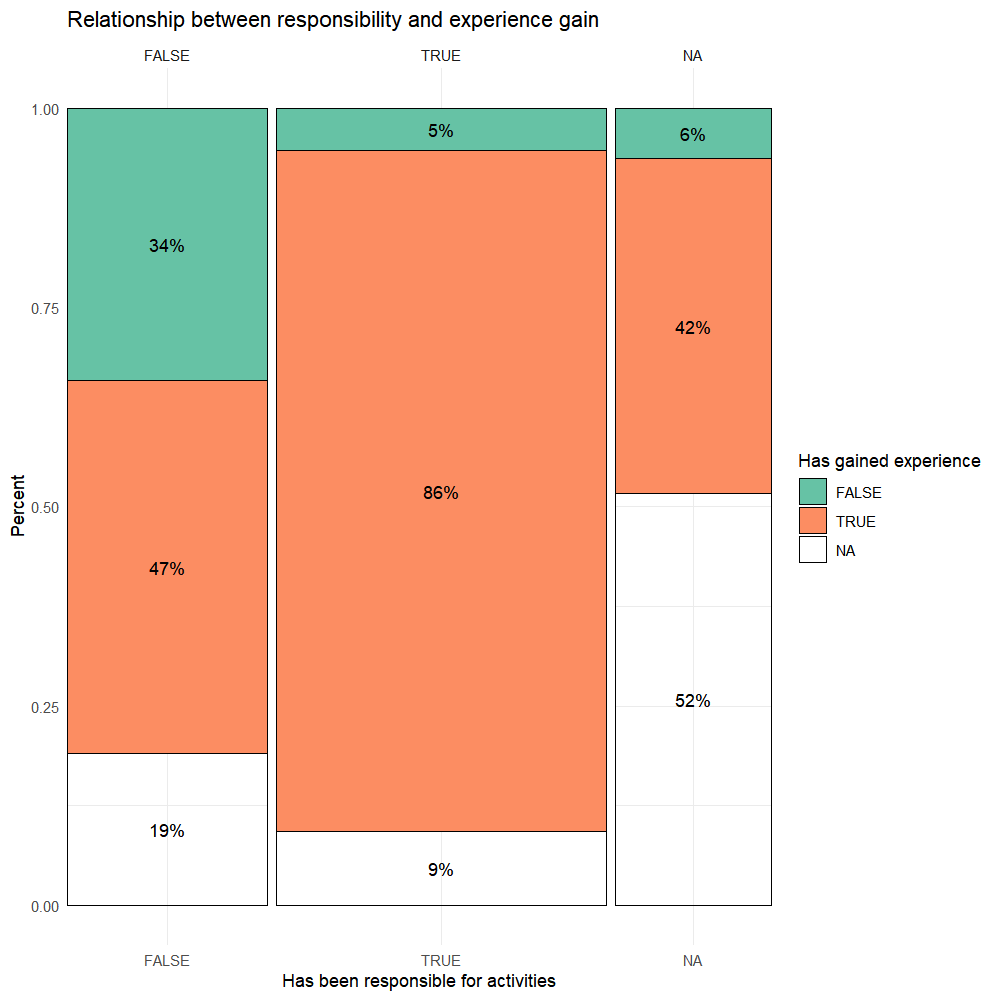 Relationship between responsibility and experience gain
FALSE TRUE NA
1.00
0.75
0.50
0.25
0.00
Percent
34%
47%
19%
5%
86%
9%
6%
42%
52%
FALSE TRUE NA
Has been responsible for activities
Has gained experience
FALSE
TRUE
NA